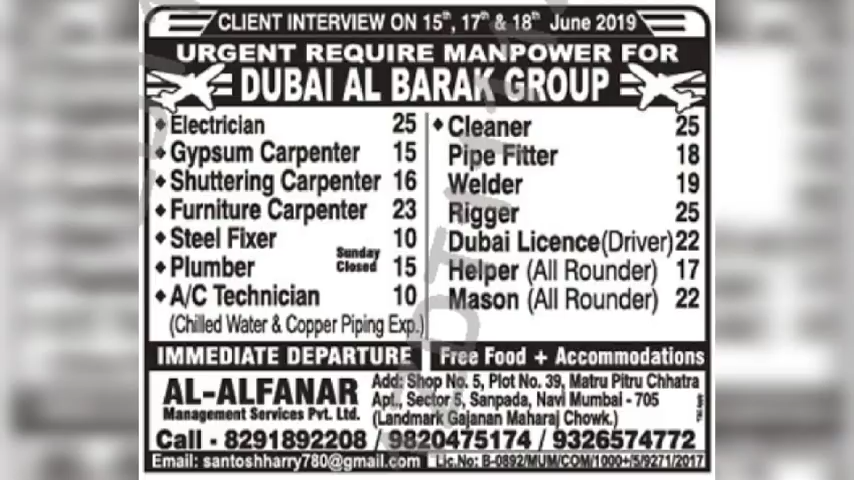 CLIENT INTERVIEW ON 15th, 17th & 18th June 2019
URGENT REQUIRE MANPOWER FOR
DUBAI AL BARAK GROUP
Electrician 25
Gypsum Carpenter 15
Shuttering Carpenter 16
Furniture Carpenter 23
Steel Fixer 10
Sunday Closed
Plumber 15
A/C Technician 10
(Chilled Water & Copper Piping Exp.)
Cleaner 25
Pipe Fitter 18
Welder 19
Rigger 25
Dubai Licence(Driver) 22
Helper (All Rounder) 17
Mason (All Rounder) 22
IMMEDIATE DEPARTURE
Free Food + Accommodations
AL-ALFANAR
Management Services Pvt. Ltd.
Add: Shop No. 5, Plot No. 39, Matru Pitru Chhatra
Apt., Sector 5, Sanpada, Navi Mumbai - 705
(Landmark Gajanan Maharaj Chowk.)
Call - 8291892208 / 9820475174 / 9326574772
Email: santoshharry780@gmail.com
Lic.No: B-0892/MUM/COM/1000+/5/9271/2017